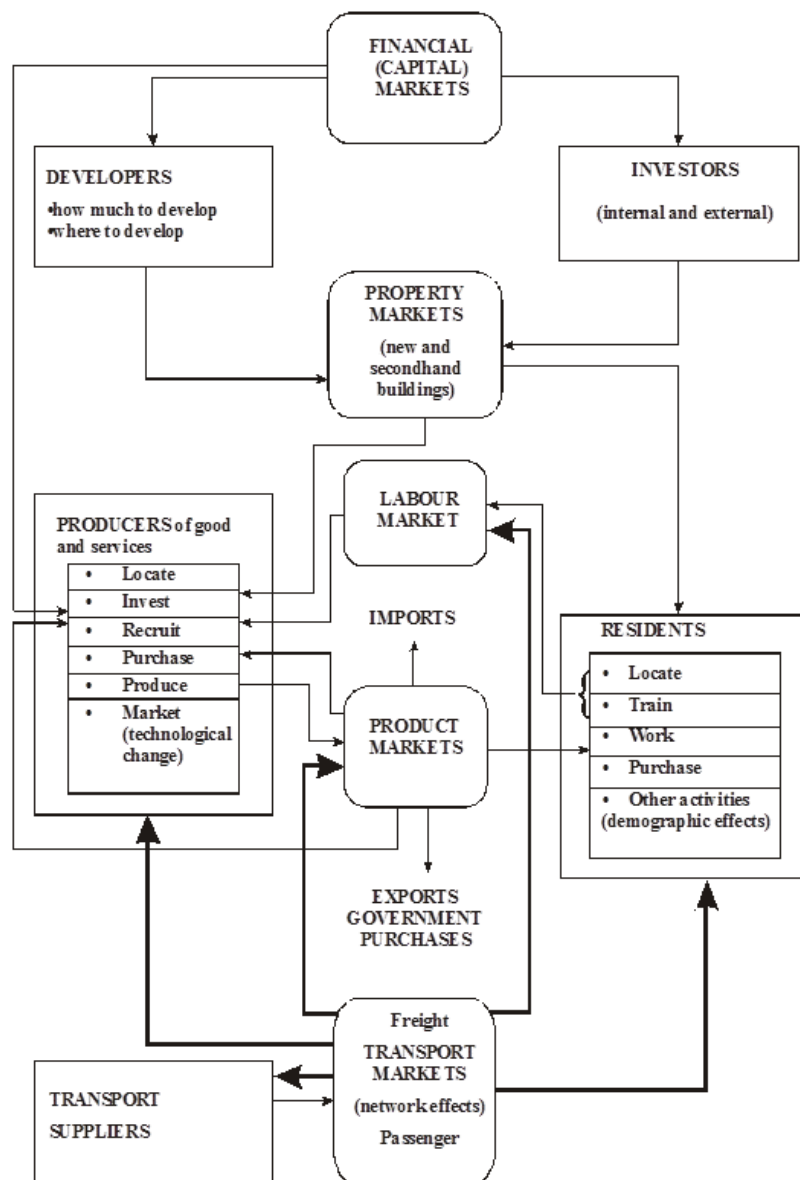 FINANCIAL
(CAPITAL)
MARKETS
DEVELOPERS
•how much to develop
•where to develop
INVESTORS
(internal and external)
PROPERTY
MARKETS
(new and
secondhand
buildings)
LABOUR
MARKET
PRODUCERS of good
and services
• Locate
• Invest
• Recruit
• Purchase
• Produce
• Market
(technological
change)
IMPORTS
PRODUCT
MARKETS
EXPORTS
GOVERNMENT
PURCHASES
RESIDENTS
• Locate
• Train
• Work
• Purchase
• Other activities
(demographic effects)
Freight
TRANSPORT
MARKETS
(network effects)
Passenger
TRANSPORT
SUPPLIERS